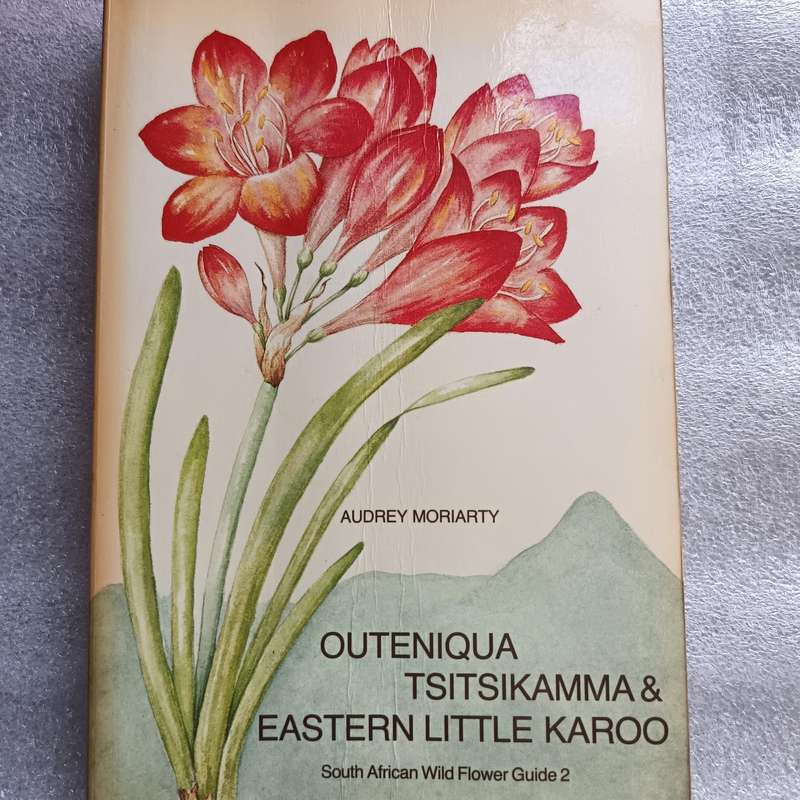 AUDREY MORIARTY
OUTENIQUA
TSITSIKAMMA &
EASTERN LITTLE KAROO
South African Wild Flower Guide 2